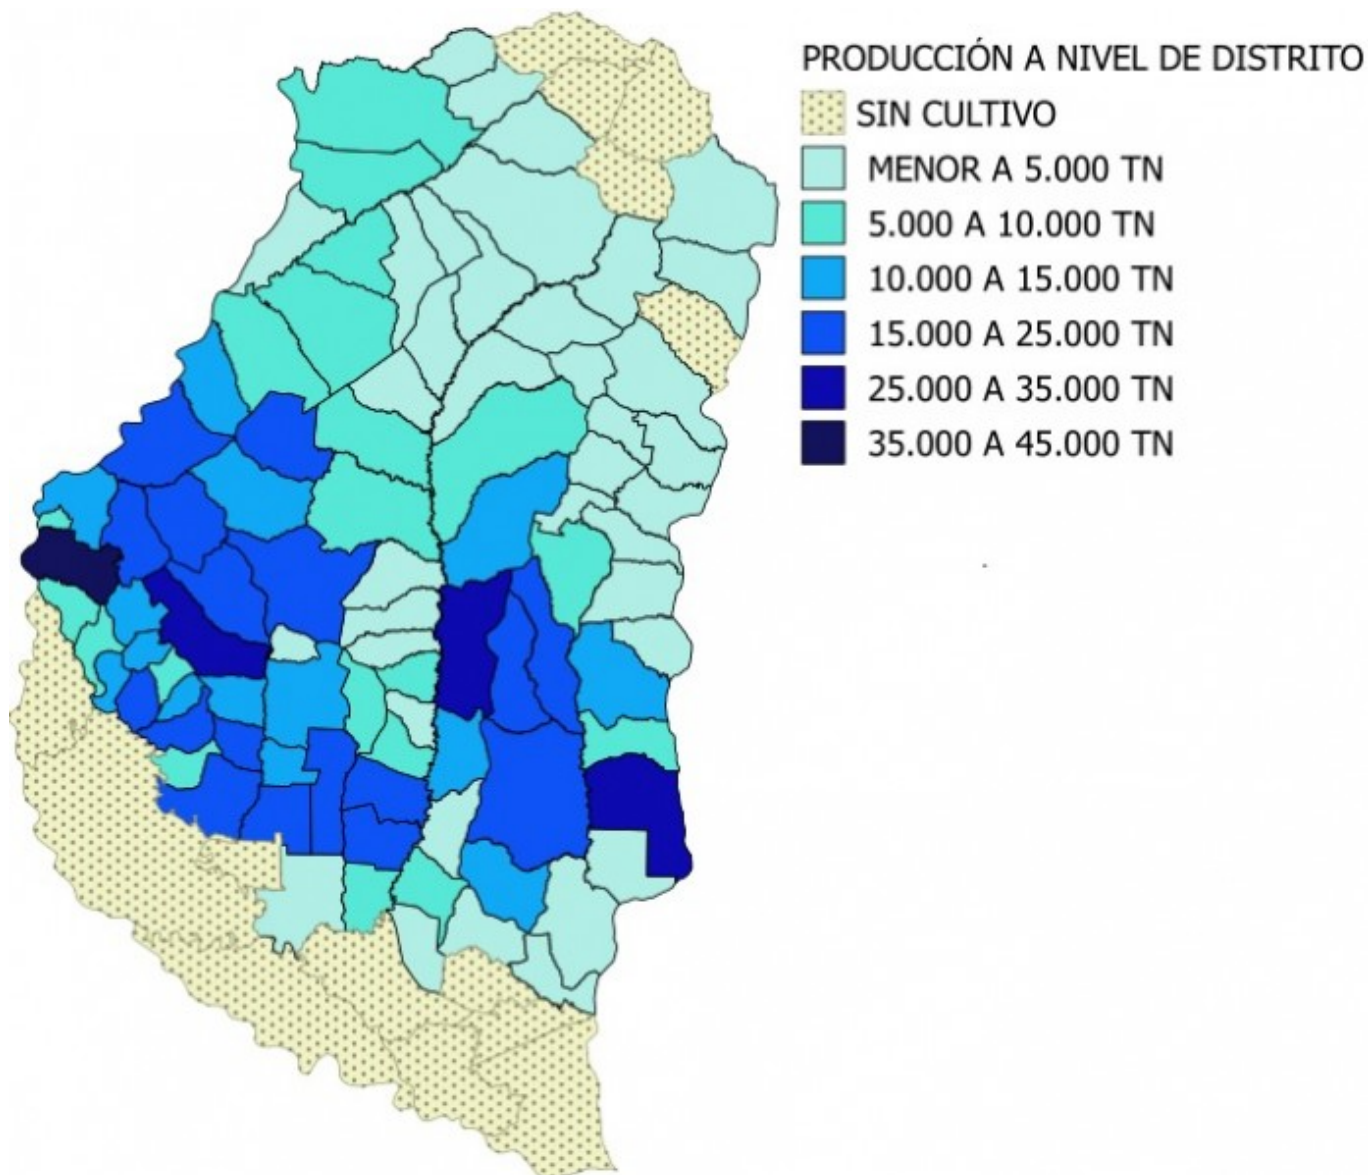 PRODUCCIÓN A NIVEL DE DISTRITO
SIN CULTIVO
MENOR A 5.000 TN
5.000 A 10.000 TN
10.000 A 15.000 TN
15.000 A 25.000 TN
25.000 A 35.000 TN
35.000 A 45.000 TN